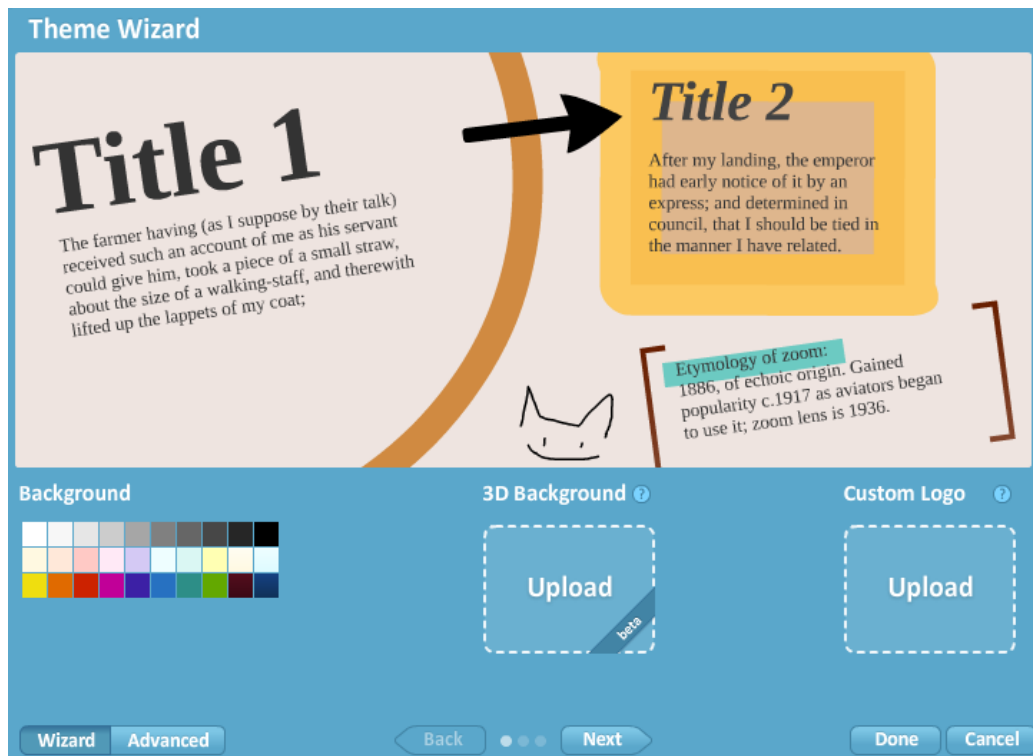 Theme Wizard
Title 1
The farmer having (as I suppose by their talk)
received such an account of me as his servant
could give him, took a piece of a small straw,
about the size of a walking-staff, and therewith
lifted up the lappets of my coat;
Title 2
After my landing, the emperor
had early notice of it by an
express; and determined in
council, that I should be tied in
the manner I have related.
Etymology of zoom:
1886, of echoic origin. Gained
popularity c.1917 as aviators began
to use it; zoom lens is 1936.
Background
3D Background ?
Custom Logo ?
Upload
beta
Upload
Wizard Advanced
Back Next
Done Cancel